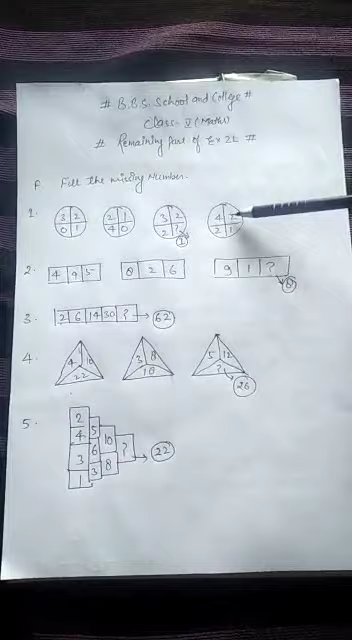 # B.B.S. School and College #
Class- V (Maths)
# Remaining part of Ex 22 #
A. Fill the missing Number.
1. 3 2 0 1 2 1 4 0 3 2 2 ? 4 2 1
2. 4 9 5 0 2 6 9 1 ?
3. 2 6 14 30 ? → 62
4. 4 10 22 3 8 5 12 ? 26
5. 2 4 3 1 5 6 3 10 8 ? → 22